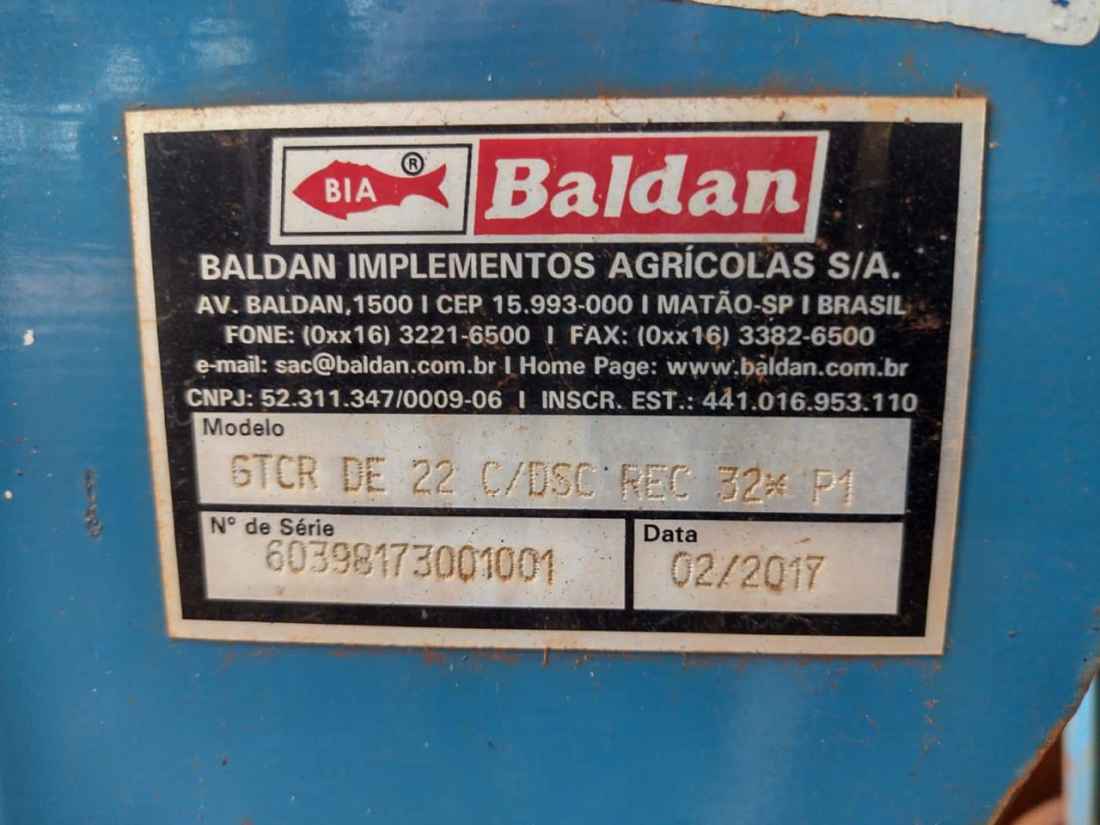 BIA ® Baldan
BALDAN IMPLEMENTOS AGRÍCOLAS S/A.
AV. BALDAN,1500 I CEP 15.993-000 I MATÃO-SP I BRASIL
FONE: (0xx16) 3221-6500 I FAX: (0xx16) 3382-6500
e-mail: sac@baldan.com.br I Home Page: www.baldan.com.br
CNPJ: 52.311.347/0009-06 I INSCR. EST.: 441.016.953.110
Modelo
GTCR DE 22 C/DSC REC 32* P1
Nº de Série
60398173001001
Data
02/2017